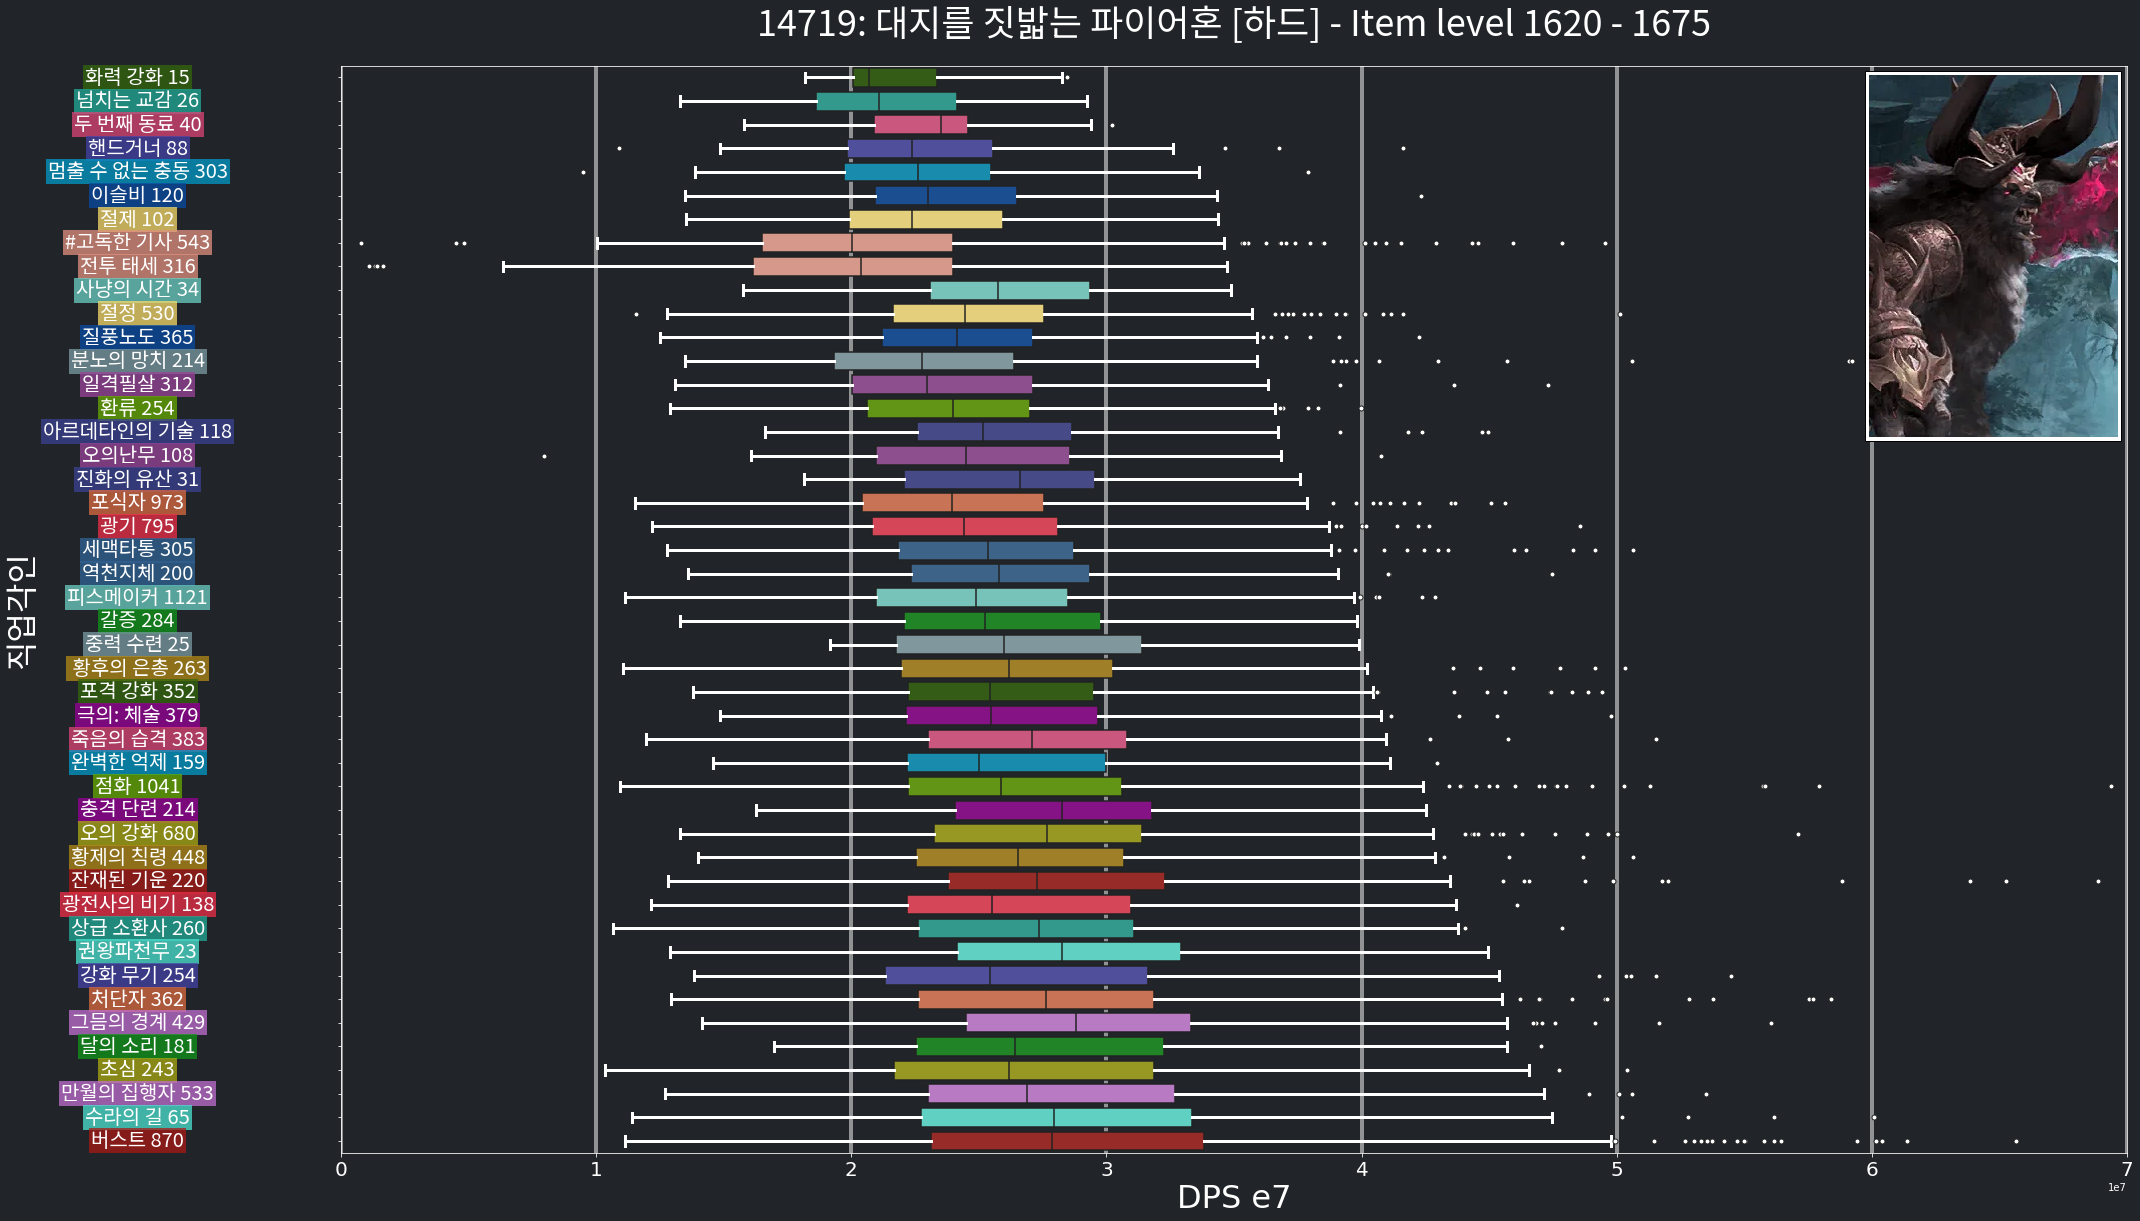 14719: 대지를 짓밟는 파이어혼 [하드] - Item level 1620 - 1675
직업각인
화력 강화 15
넘치는 교감 26
두 번째 동료 40
핸드거너 88
멈출 수 없는 충동 303
이슬비 120
절제 102
#고독한 기사 543
전투 태세 316
사냥의 시간 34
절정 530
질풍노도 365
분노의 망치 214
일격필살 312
환류 254
아르데타인의 기술 118
오의난무 108
진화의 유산 31
포식자 973
광기 795
세맥타통 305
역천지체 200
피스메이커 1121
갈증 284
중력 수련 25
황후의 은총 263
포격 강화 352
극의: 체술 379
죽음의 습격 383
완벽한 억제 159
점화 1041
충격 단련 214
오의 강화 680
황제의 칙령 448
잔재된 기운 220
광전사의 비기 138
상급 소환사 260
권왕파천무 23
강화 무기 254
처단자 362
그믐의 경계 429
달의 소리 181
초심 243
만월의 집행자 533
수라의 길 65
버스트 870
0 1 2 3 4 5 6 7
1e7
DPS e7